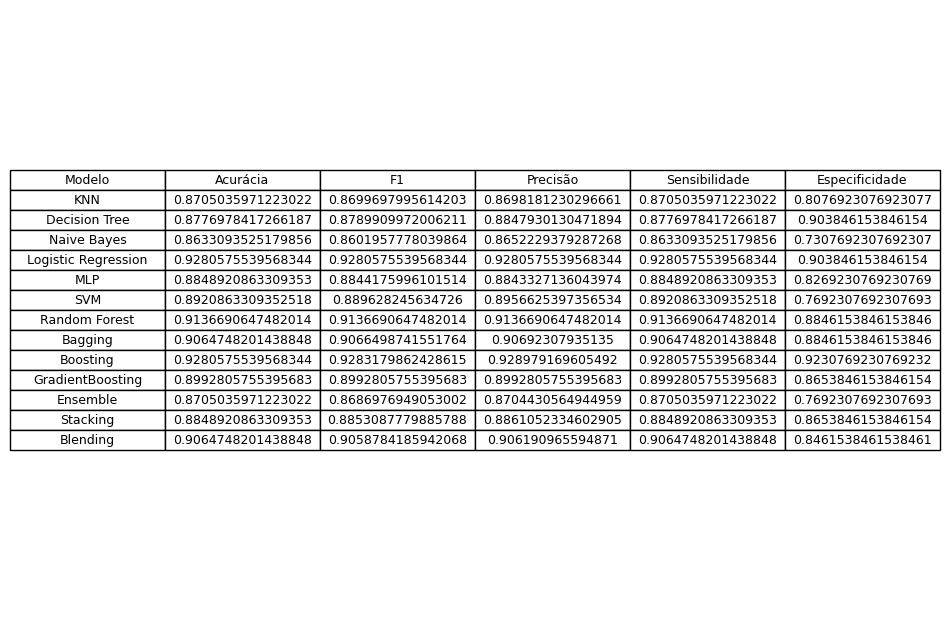 Modelo Acurácia F1 Precisão Sensibilidade Especificidade
KNN 0.8705035971223022 0.8699697995614203 0.8698181230296661 0.8705035971223022 0.8076923076923077
Decision Tree 0.8776978417266187 0.8789909972006211 0.8847930130471894 0.8776978417266187 0.903846153846154
Naive Bayes 0.8633093525179856 0.8601957778039864 0.8652229379287268 0.8633093525179856 0.7307692307692307
Logistic Regression 0.9280575539568344 0.9280575539568344 0.9280575539568344 0.9280575539568344 0.903846153846154
MLP 0.8848920863309353 0.8844175996101514 0.8843327136043974 0.8848920863309353 0.8269230769230769
SVM 0.8920863309352518 0.889628245634726 0.8956625397356534 0.8920863309352518 0.7692307692307693
Random Forest 0.9136690647482014 0.9136690647482014 0.9136690647482014 0.9136690647482014 0.8846153846153846
Bagging 0.9064748201438848 0.9066498741551764 0.90692307935135 0.9064748201438848 0.8846153846153846
Boosting 0.9280575539568344 0.9283179862428615 0.928979169605492 0.9280575539568344 0.9230769230769232
GradientBoosting 0.8992805755395683 0.8992805755395683 0.8992805755395683 0.8992805755395683 0.8653846153846154
Ensemble 0.8705035971223022 0.8686976949053002 0.8704430564944959 0.8705035971223022 0.7692307692307693
Stacking 0.8848920863309353 0.8853087779885788 0.8861052334602905 0.8848920863309353 0.8653846153846154
Blending 0.9064748201438848 0.9058784185942068 0.906190965594871 0.9064748201438848 0.8461538461538461